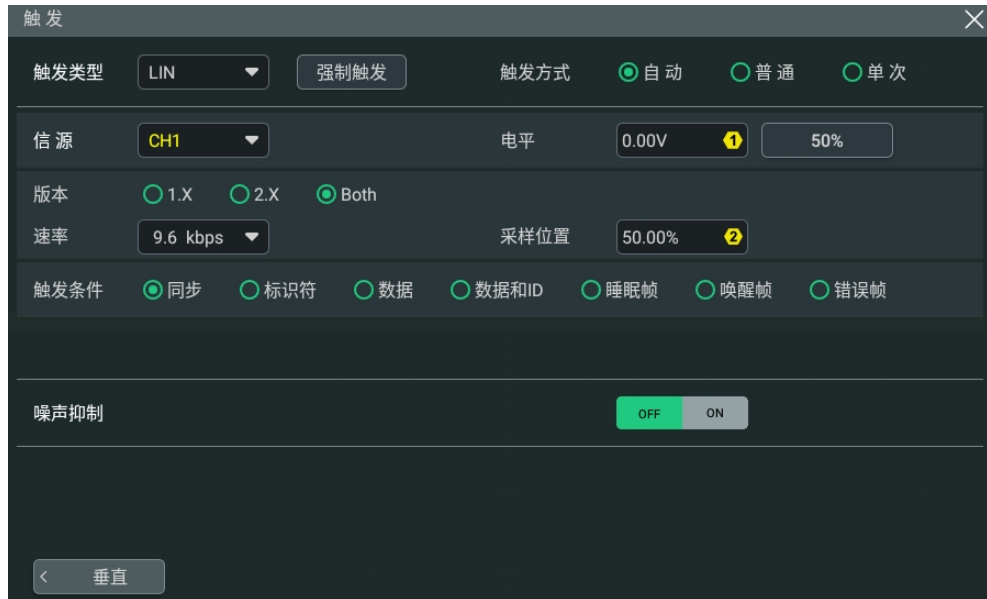 触发
触发类型 LIN 强制触发 触发方式 自动 普通 单次
信源 CH1 电平 0.00V 1 50%
版本 1.X 2.X Both
速率 9.6 kbps 采样位置 50.00% 2
触发条件 同步 标识符 数据 数据和ID 睡眠帧 唤醒帧 错误帧
噪声抑制 OFF ON
垂直